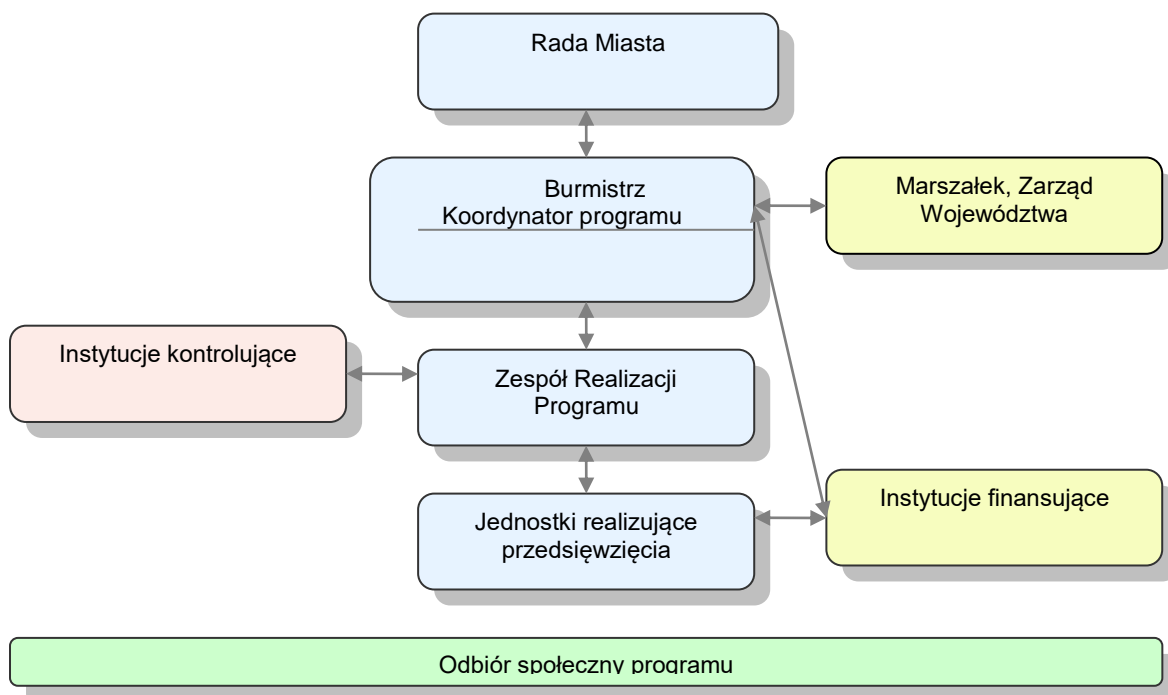 Rada Miasta
Burmistrz
Koordynator programu
Marszałek, Zarząd
Województwa
Instytucje kontrolujące
Zespół Realizacji
Programu
Instytucje finansujące
Jednostki realizujące
przedsięwzięcia
Odbiór społeczny programu